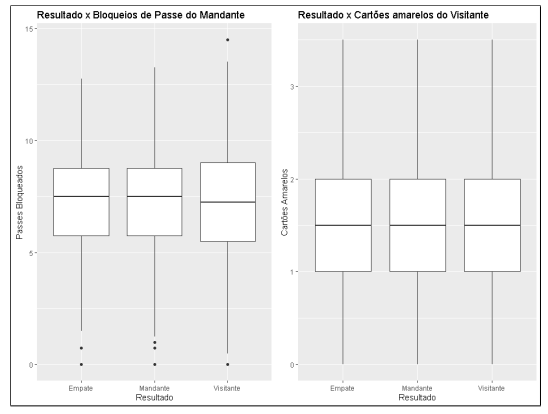 Resultado x Bloqueios de Passe do Mandante
15
10
5
0
Passes Bloqueados
Empate Mandante Visitante
Resultado
Resultado x Cartões amarelos do Visitante
3
2
1
0
Cartões Amarelos
Empate Mandante Visitante
Resultado